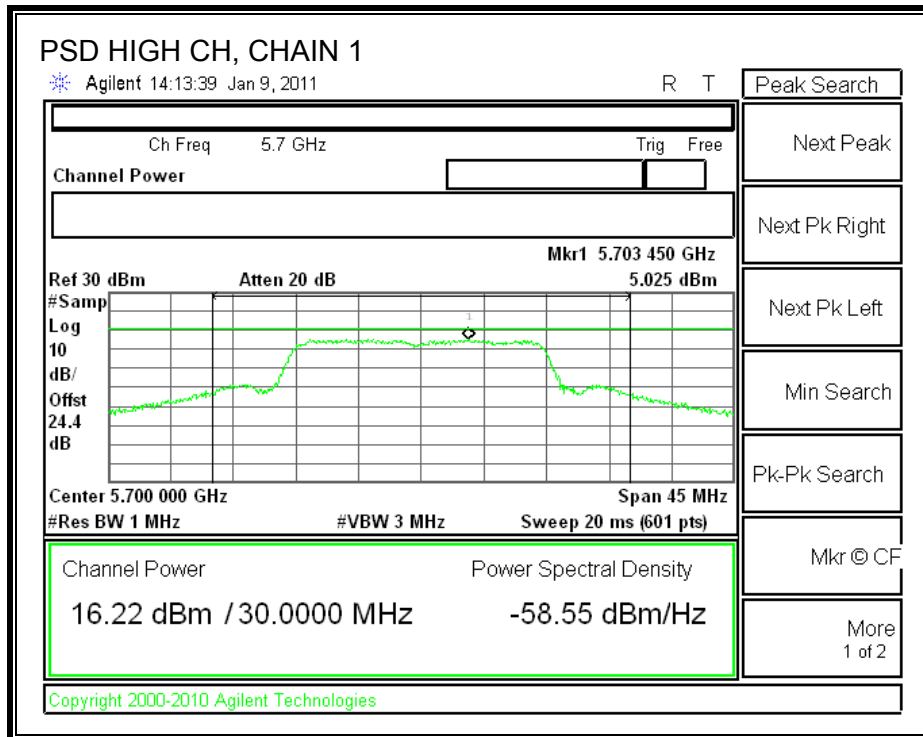 PSD HIGH CH, CHAIN 1
Agilent 14:13:39 Jan 9, 2011 R T
Peak Search
Ch Freq 5.7 GHz Trig Free
Channel Power
Next Peak
Next Pk Right
Mkr1 5.703 450 GHz
Ref 30 dBm Atten 20 dB 5.025 dBm
#Samp
Log
10
dB/
Offst
24.4
dB
1
Next Pk Left
Min Search
Pk-Pk Search
Center 5.700 000 GHz Span 45 MHz
#Res BW 1 MHz #VBW 3 MHz Sweep 20 ms (601 pts)
Channel Power Power Spectral Density
16.22 dBm / 30.0000 MHz -58.55 dBm/Hz
Mkr © CF
More
1 of 2
Copyright 2000-2010 Agilent Technologies